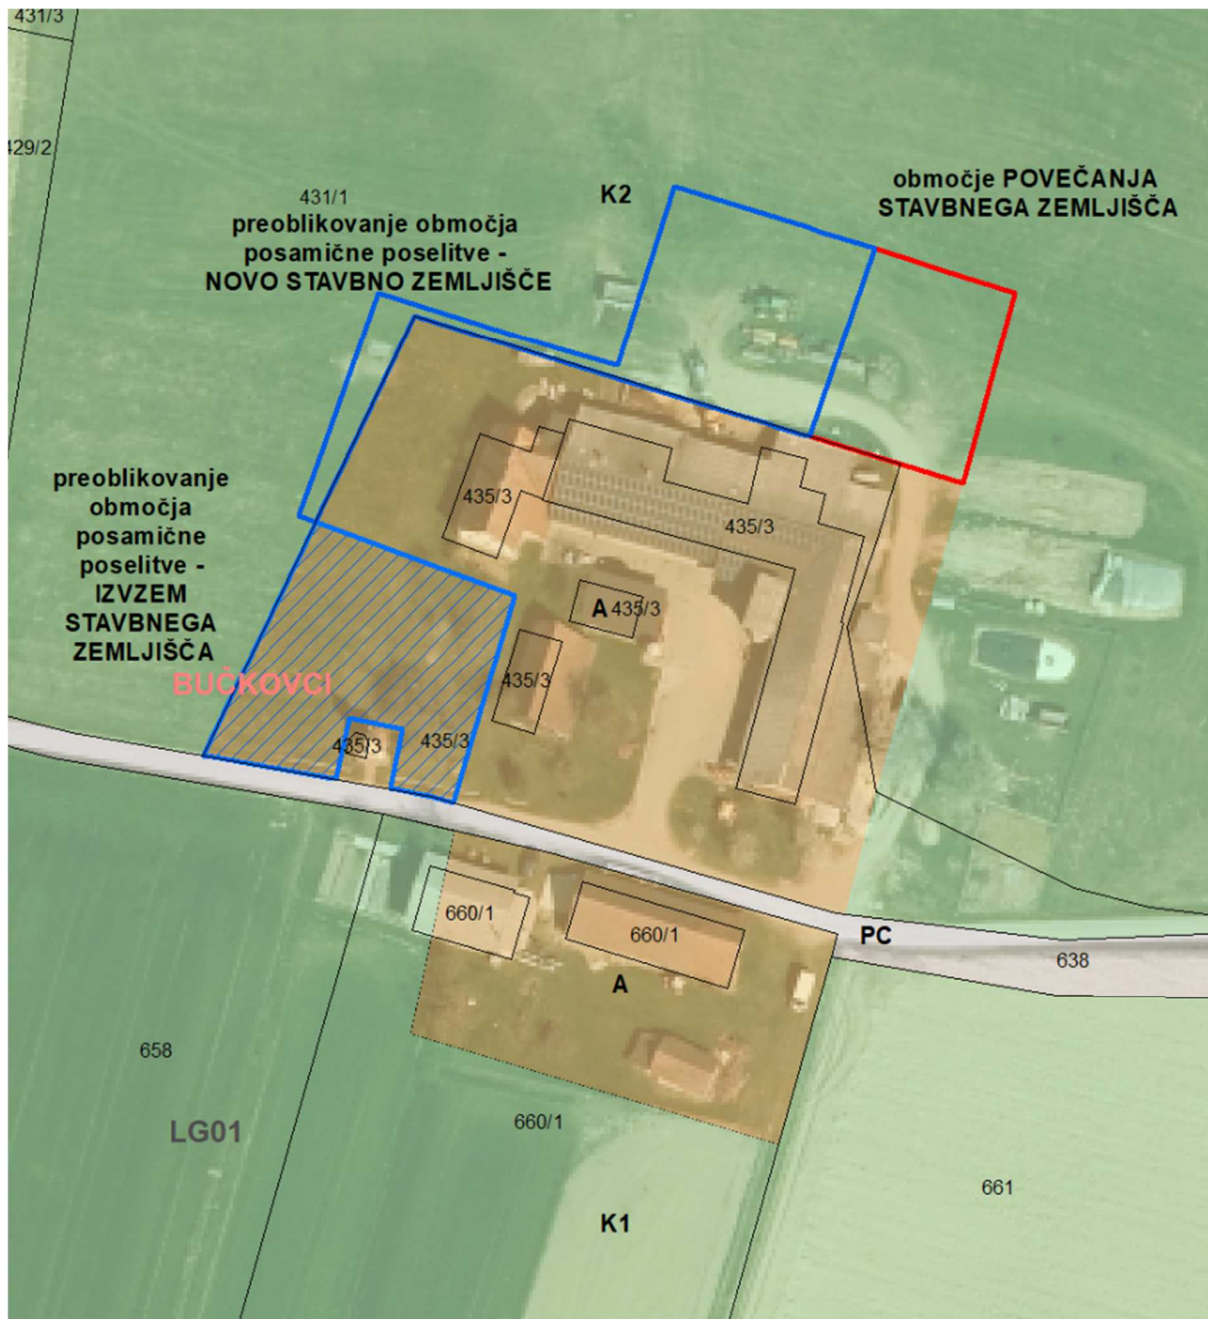 431/3
429/2
431/1
K2
območje POVEČANJA
STAVBNEGA ZEMLJIŠČA
preoblikovanje območja
posamične poselitve -
NOVO STAVBNO ZEMLJIŠČE
preoblikovanje
območja
posamične
poselitve -
IZVZEM
STAVBNEGA
ZEMLJIŠČA
BUČKOVCI
435/3
435/3
A 435/3
435/3
435/3
435/3
660/1
660/1
PC
638
A
658
660/1
LG01
661
K1